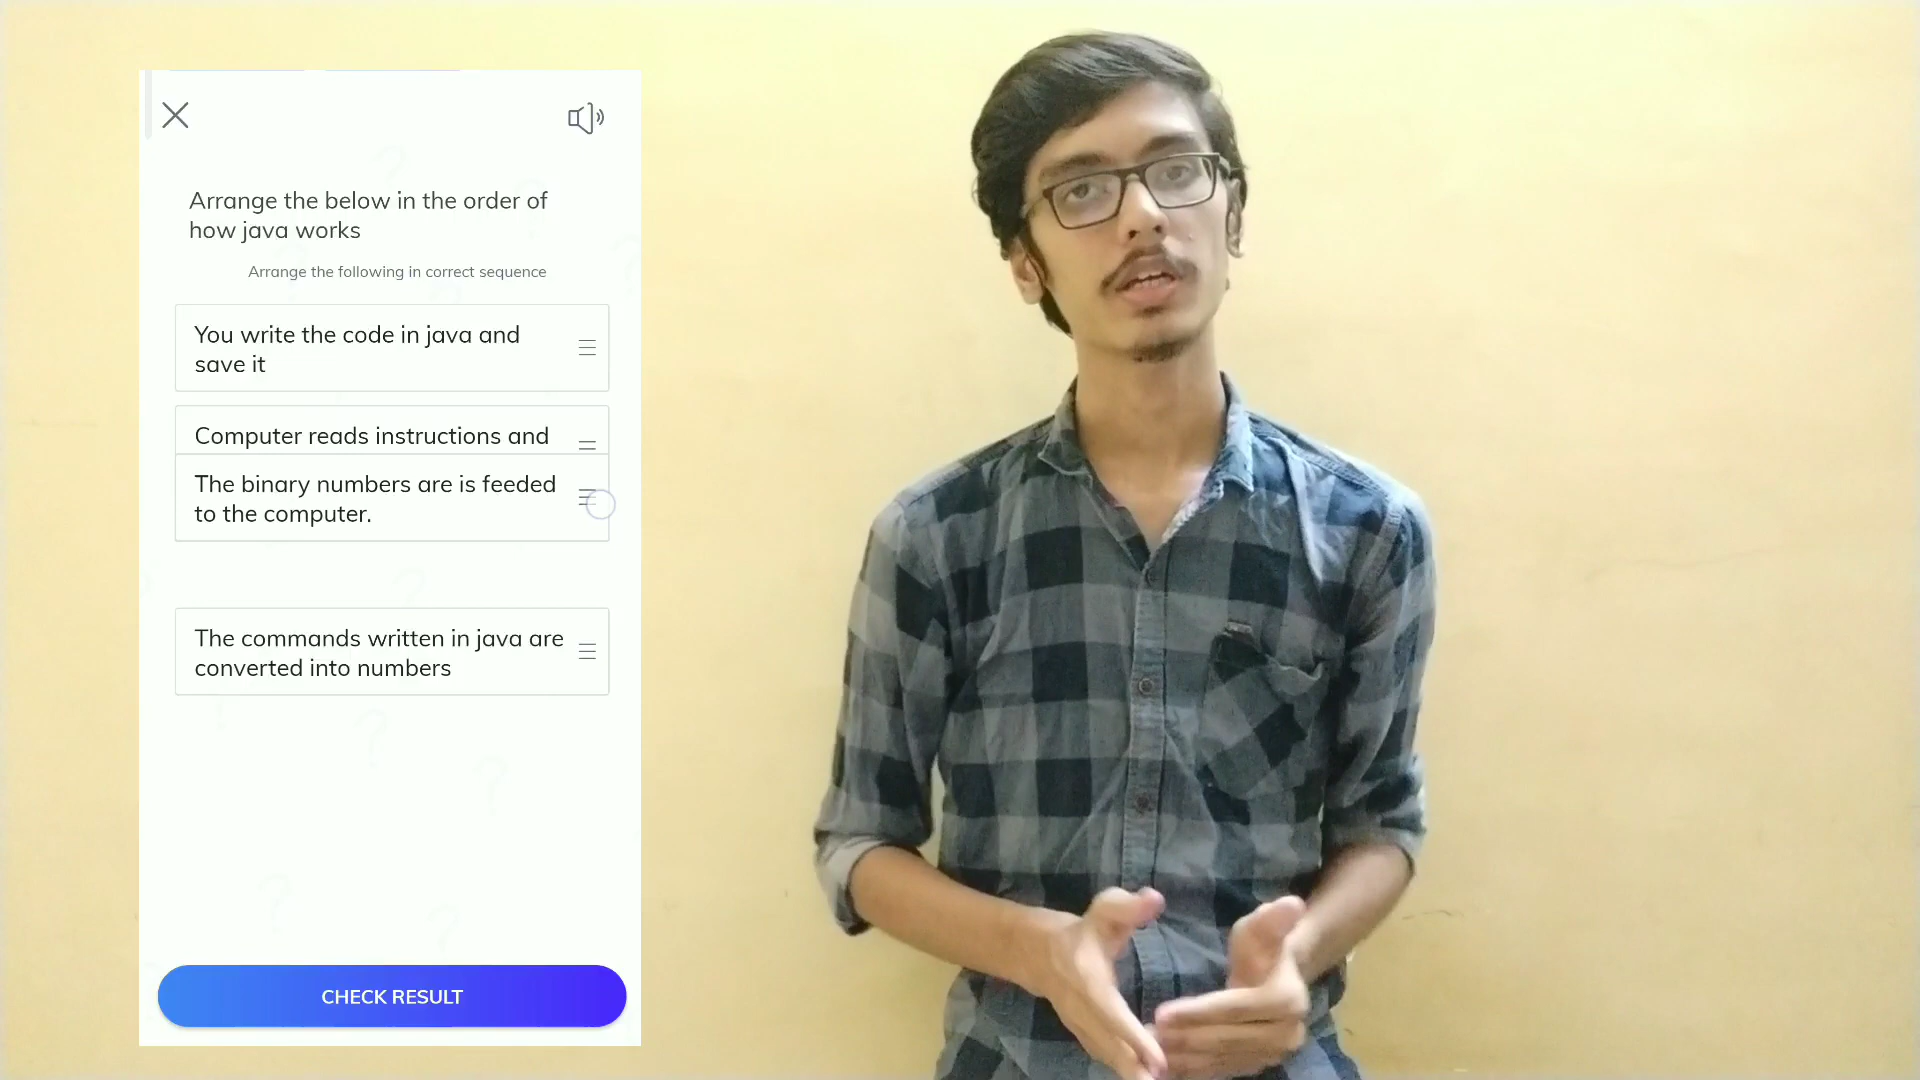 Arrange the below in the order of
how java works
Arrange the following in correct sequence
You write the code in java and
save it
Computer reads instructions and
The binary numbers are is feeded
to the computer.
The commands written in java are
converted into numbers
CHECK RESULT